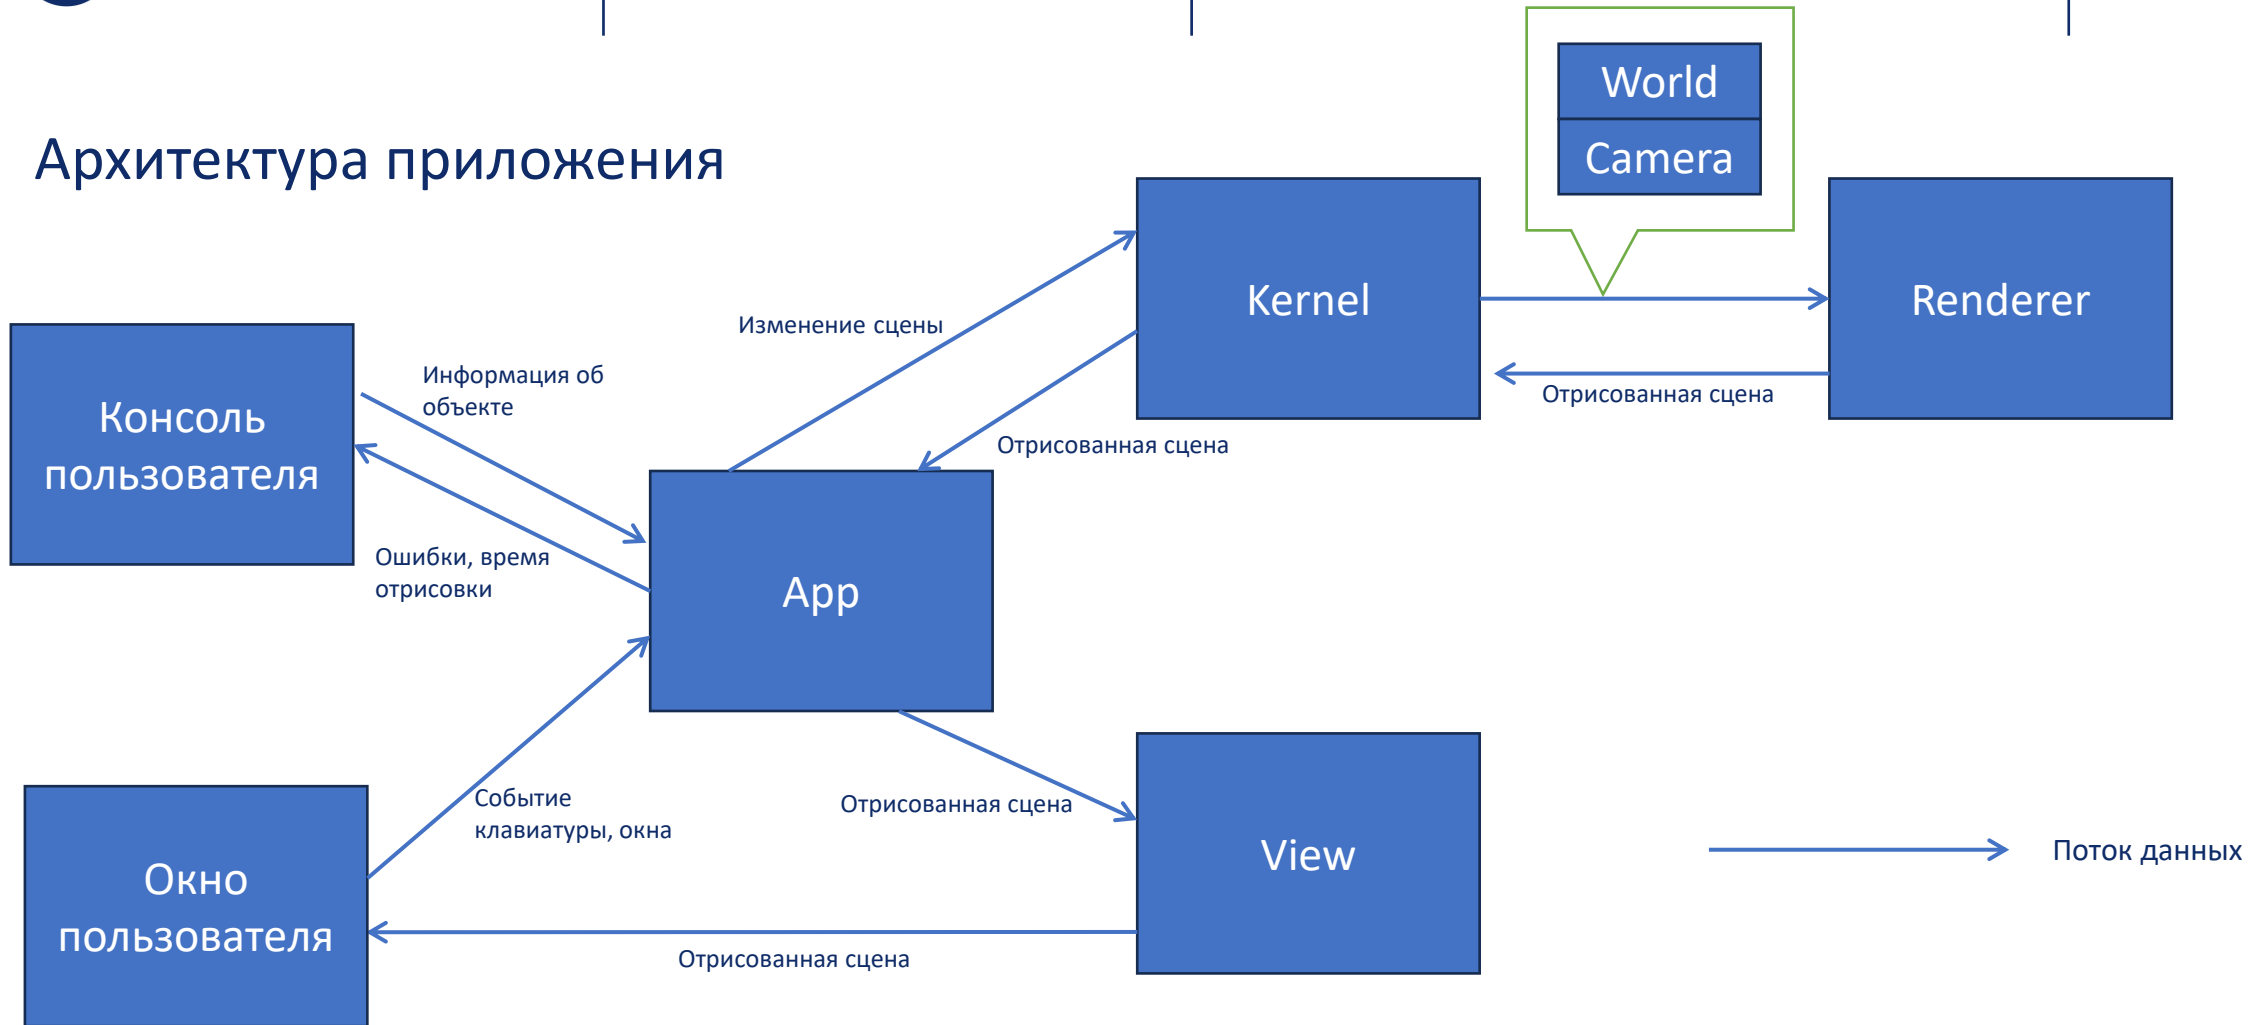 Архитектура приложения
World
Camera
Kernel
Renderer
Изменение сцены
Отрисованная сцена
Отрисованная сцена
Консоль
пользователя
Информация об
объекте
Ошибки, время
отрисовки
App
Событие
клавиатуры, окна
Отрисованная сцена
View
Поток данных
Окно
пользователя
Отрисованная сцена